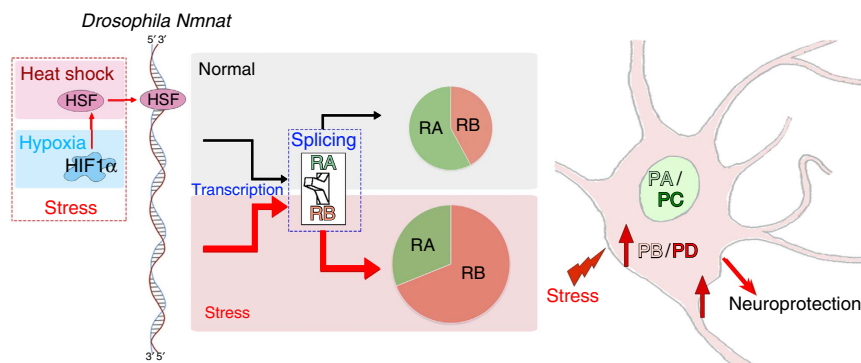 Drosophila Nmnat
5′ 3′
Heat shock
HSF
HSF
Hypoxia
HIF1α
Stress
3′ 5′
Normal
Transcription
Splicing
RA
RB
RA
RB
RA
RB
Stress
PA/
PC
PB/PD
Stress
Neuroprotection